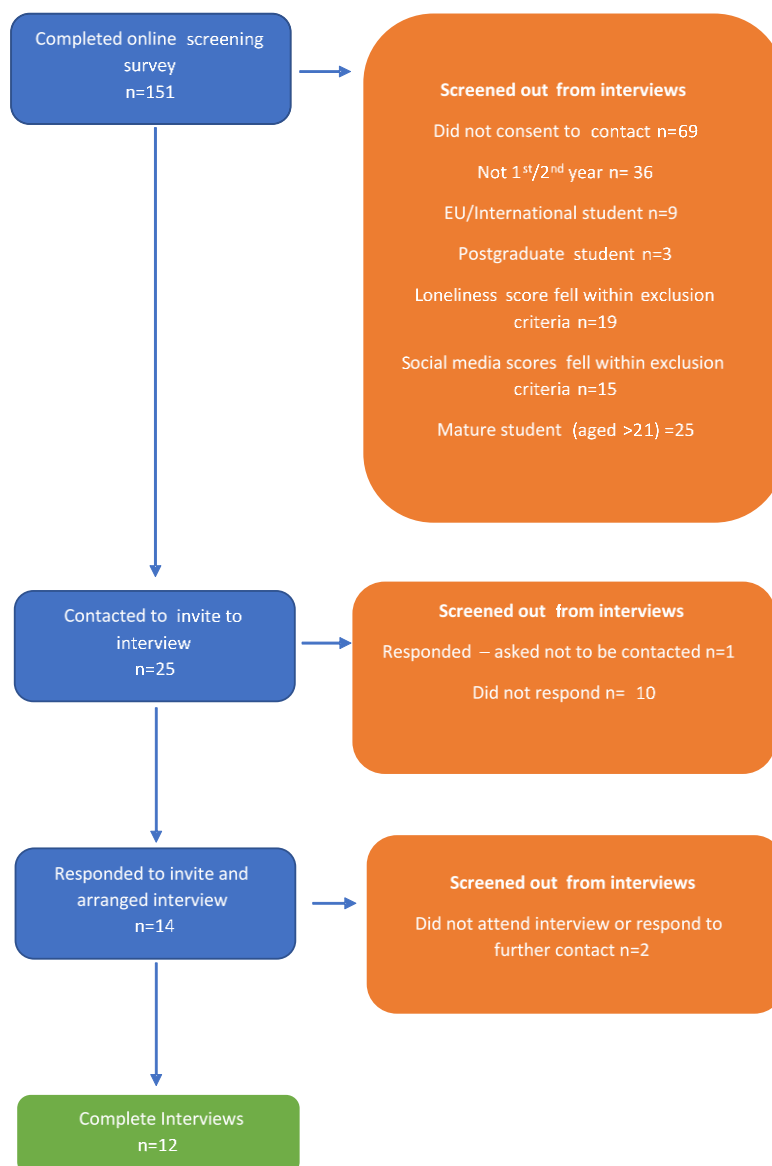 Completed online screening
survey
n=151
Screened out from interviews
Did not consent to contact n=69
Not 1st/2nd year n= 36
EU/International student n=9
Postgraduate student n=3
Loneliness score fell within exclusion
criteria n=19
Social media scores fell within exclusion
criteria n=15
Mature student (aged >21) =25
Contacted to invite to
interview
n=25
Screened out from interviews
Responded – asked not to be contacted n=1
Did not respond n= 10
Responded to invite and
arranged interview
n=14
Screened out from interviews
Did not attend interview or respond to
further contact n=2
Complete Interviews
n=12